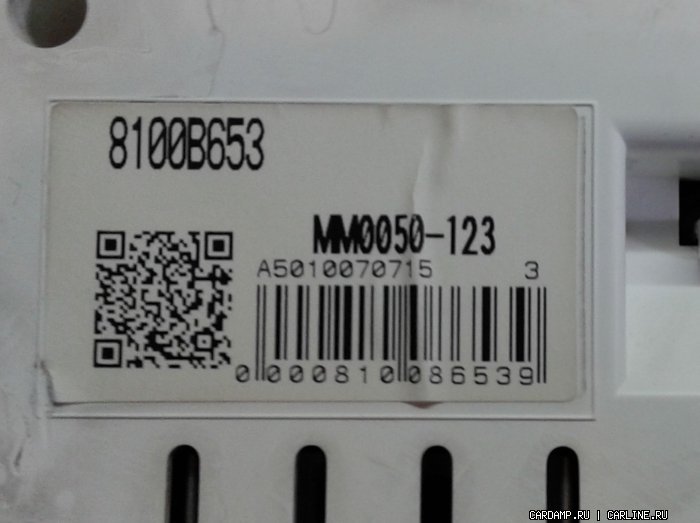 8100B653
MM0050-123
A5010070715 3
0 000810 086539
CARDAMP.RU | CARLINE.RU